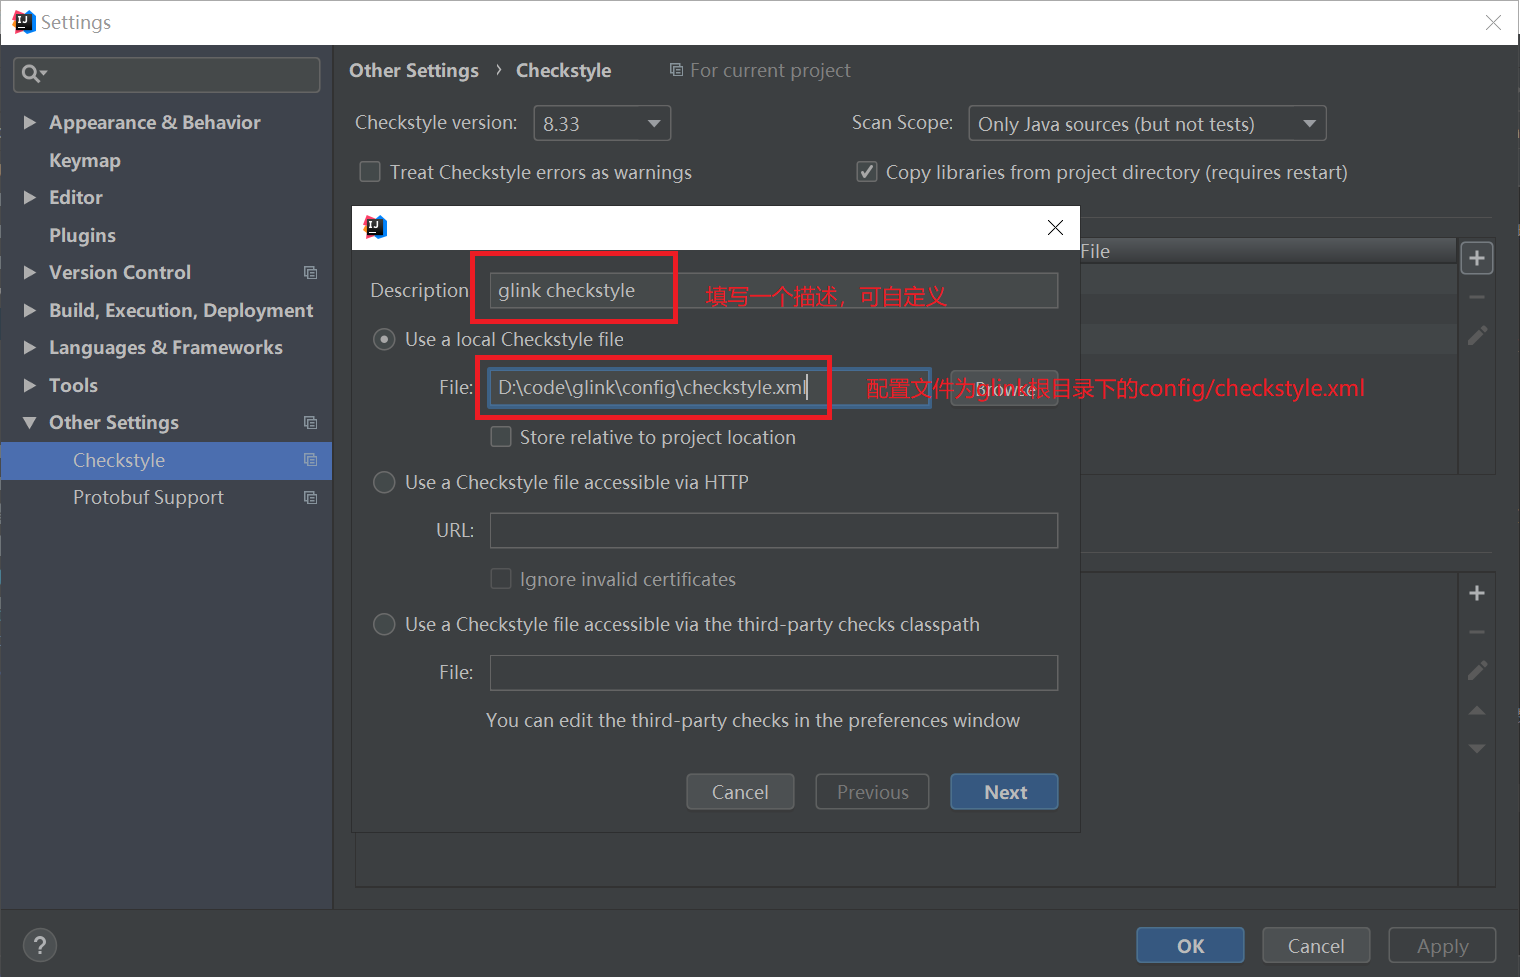 Settings
Other Settings › Checkstyle For current project
Appearance & Behavior
Keymap
Editor
Plugins
Version Control
Build, Execution, Deployment
Languages & Frameworks
Tools
Other Settings
Checkstyle
Protobuf Support
Checkstyle version: 8.33 Scan Scope: Only Java sources (but not tests)
Treat Checkstyle errors as warnings Copy libraries from project directory (requires restart)
File
Description glink checkstyle 填写一个描述，可自定义
Use a local Checkstyle file
File: D:\code\glink\config\checkstyle.xml Browse 配置文件为glink根目录下的config/checkstyle.xml
Store relative to project location
Use a Checkstyle file accessible via HTTP
URL:
Ignore invalid certificates
Use a Checkstyle file accessible via the third-party checks classpath
File:
You can edit the third-party checks in the preferences window
Cancel Previous Next
? OK Cancel Apply